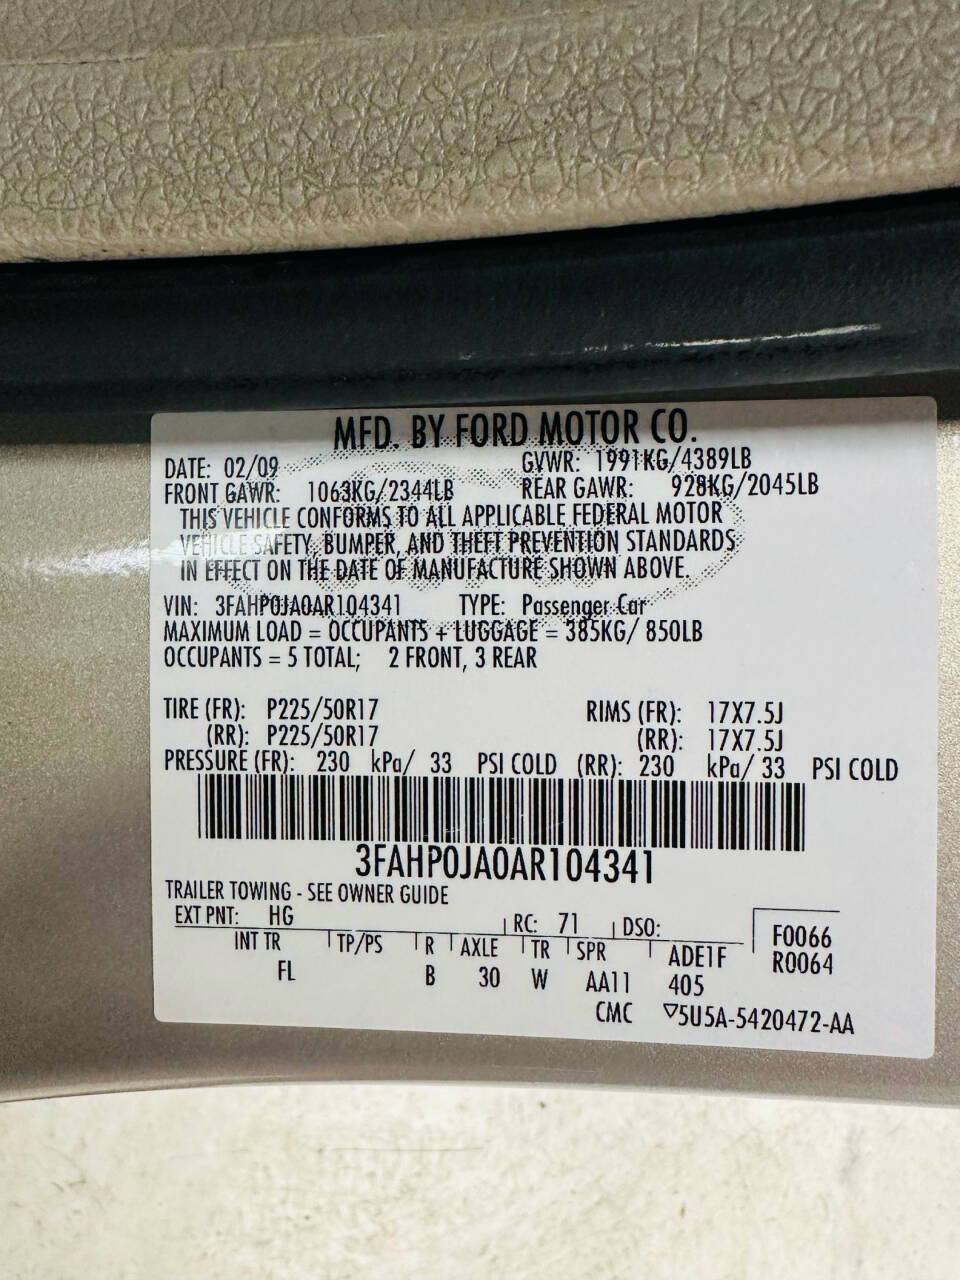 MFD. BY FORD MOTOR CO.
DATE: 02/09 GVWR: 1991KG/4389LB
FRONT GAWR: 1063KG/2344LB REAR GAWR: 928KG/2045LB
THIS VEHICLE CONFORMS TO ALL APPLICABLE FEDERAL MOTOR
VEHICLE SAFETY, BUMPER, AND THEFT PREVENTION STANDARDS
IN EFFECT ON THE DATE OF MANUFACTURE SHOWN ABOVE.
VIN: 3FAHP0JA0AR104341 TYPE: Passenger Car
MAXIMUM LOAD = OCCUPANTS + LUGGAGE = 385KG/ 850LB
OCCUPANTS = 5 TOTAL; 2 FRONT, 3 REAR
TIRE (FR): P225/50R17 RIMS (FR): 17X7.5J
(RR): P225/50R17 (RR): 17X7.5J
PRESSURE (FR): 230 kPa/ 33 PSI COLD (RR): 230 kPa/ 33 PSI COLD
3FAHP0JA0AR104341
TRAILER TOWING - SEE OWNER GUIDE
EXT PNT: HG RC: 71 DSO: F0066
INT TR TP/PS R AXLE TR SPR ADE1F R0064
FL B 30 W AA11 405
CMC ▽5U5A-5420472-AA